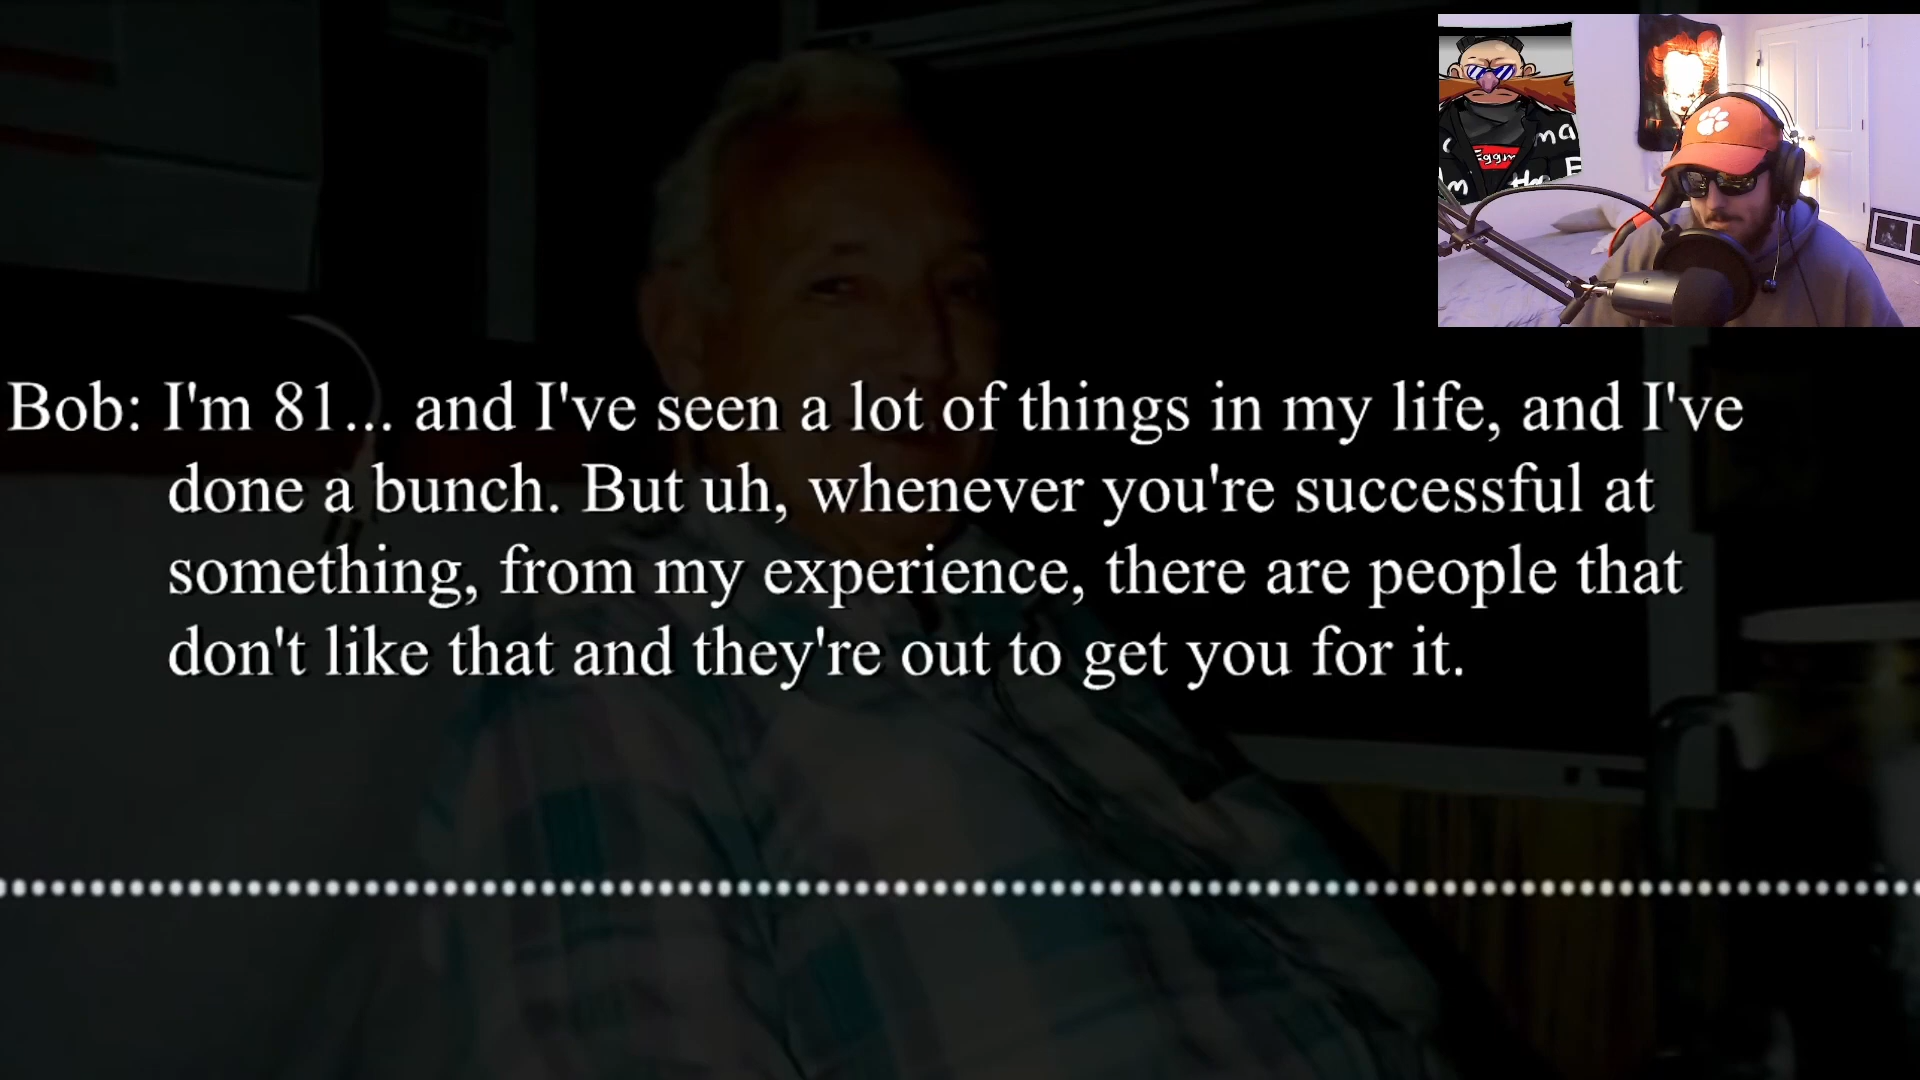 Bob: I'm 81... and I've seen a lot of things in my life, and I've
done a bunch. But uh, whenever you're successful at
something, from my experience, there are people that
don't like that and they're out to get you for it.
ma
Eggm